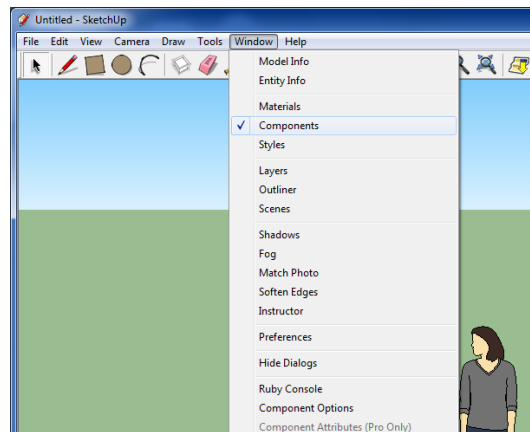 Untitled - SketchUp
File Edit View Camera Draw Tools Window Help
Model Info
Entity Info
Materials
Components
Styles
Layers
Outliner
Scenes
Shadows
Fog
Match Photo
Soften Edges
Instructor
Preferences
Hide Dialogs
Ruby Console
Component Options
Component Attributes (Pro Only)